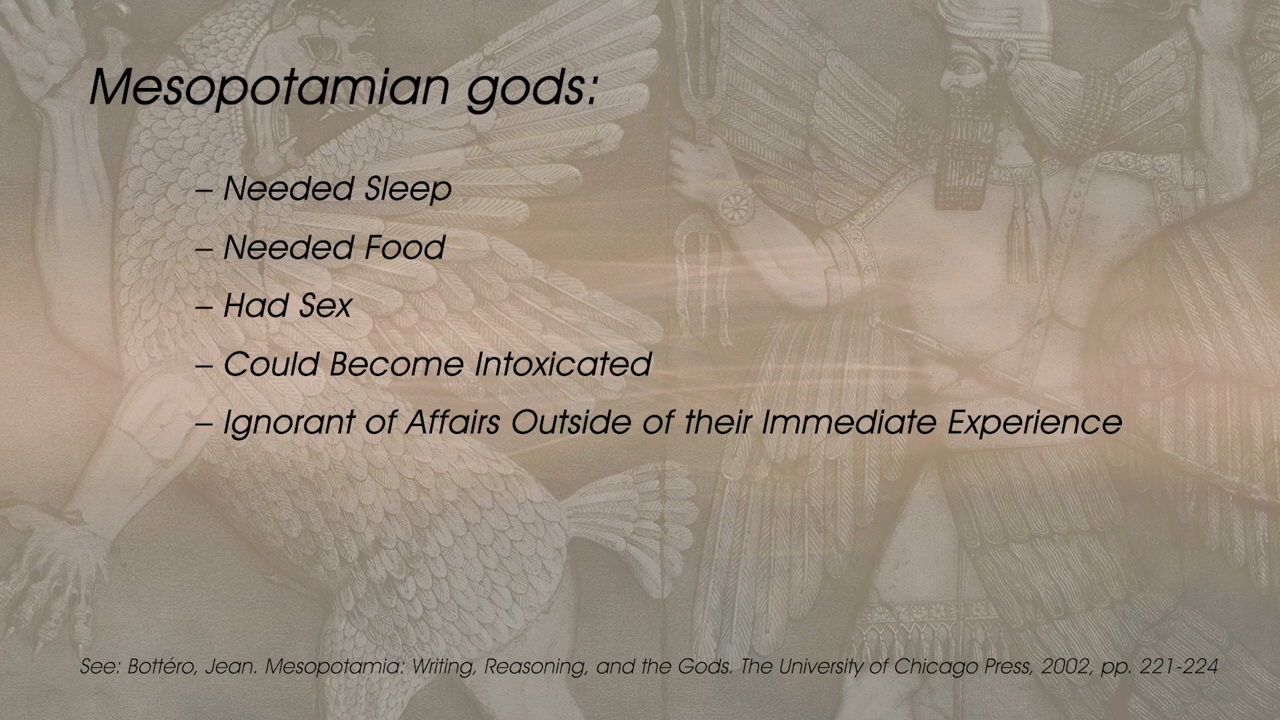 Mesopotamian gods:
– Needed Sleep
– Needed Food
– Had Sex
– Could Become Intoxicated
– Ignorant of Affairs Outside of their Immediate Experience
See: Bottéro, Jean. Mesopotamia: Writing, Reasoning, and the Gods. The University of Chicago Press, 2002, pp. 221-224